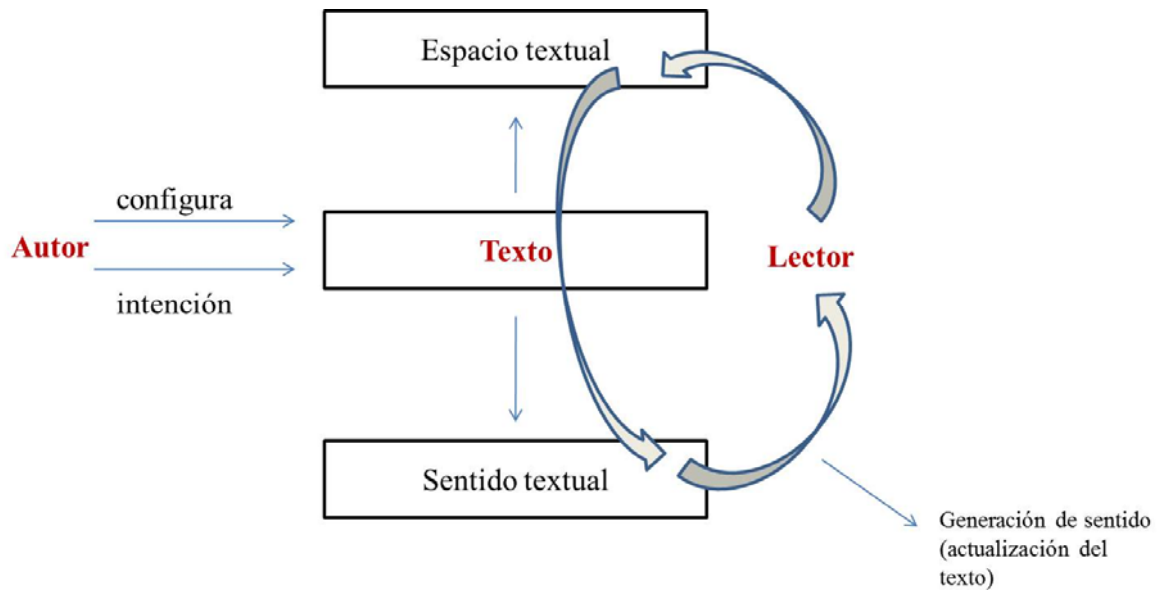 Espacio textual
configura
Autor
Texto
Lector
intención
Sentido textual
Generación de sentido
(actualización del
texto)